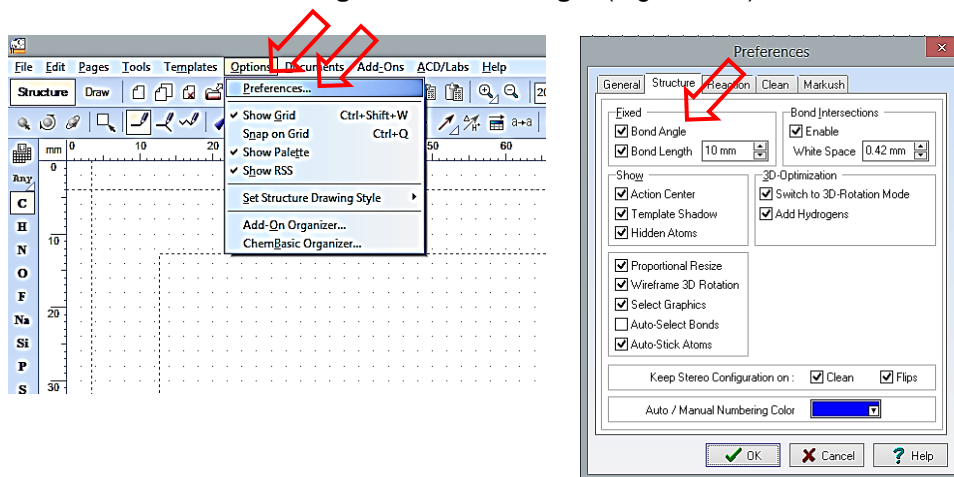 File Edit Pages Tools Templates Options Documents Add-Ons ACD/Labs Help
Structure Draw
Preferences...
Show Grid Ctrl+Shift+W
Snap on Grid Ctrl+Q
Show Palette
Show RSS
Set Structure Drawing Style
Add-On Organizer...
ChemBasic Organizer...
mm 0 10 20 50 60
0
10
20
30
Any
C
H
N
O
F
Na
Si
P
S
a→a
Preferences
General Structure Reaction Clean Markush
Fixed
Bond Angle
Bond Length 10 mm
Bond Intersections
Enable
White Space 0.42 mm
Show
Action Center
Template Shadow
Hidden Atoms
3D-Optimization
Switch to 3D-Rotation Mode
Add Hydrogens
Proportional Resize
Wireframe 3D Rotation
Select Graphics
Auto-Select Bonds
Auto-Stick Atoms
Keep Stereo Configuration on : Clean Flips
Auto / Manual Numbering Color
OK Cancel Help